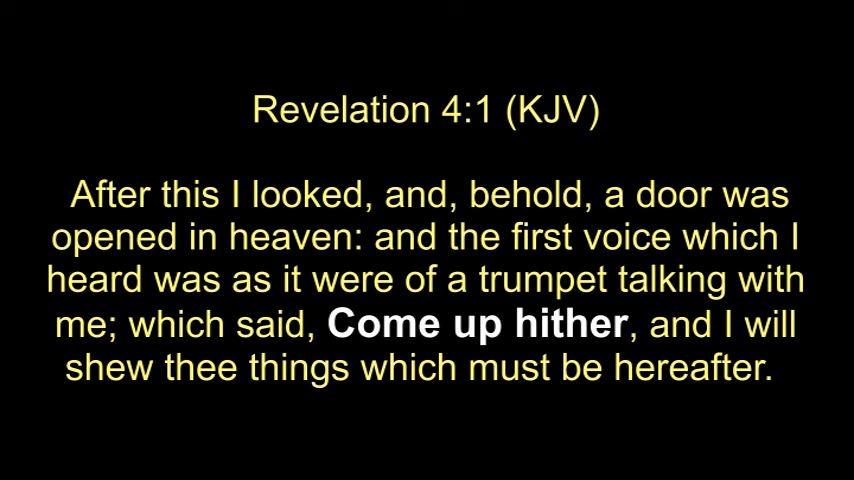 Revelation 4:1 (KJV)
After this I looked, and, behold, a door was
opened in heaven: and the first voice which I
heard was as it were of a trumpet talking with
me; which said, Come up hither, and I will
shew thee things which must be hereafter.